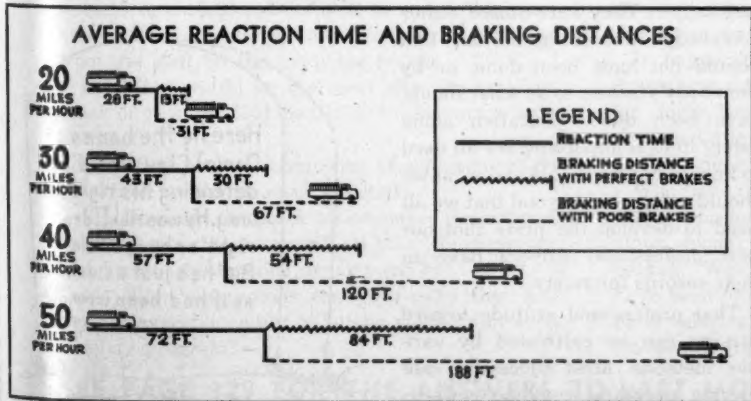 AVERAGE REACTION TIME AND BRAKING DISTANCES
20
MILES
PER HOUR
28 FT. 13 FT.
31 FT.
30
MILES
PER HOUR
43 FT. 30 FT.
67 FT.
40
MILES
PER HOUR
57 FT. 54 FT.
120 FT.
50
MILES
PER HOUR
72 FT. 84 FT.
188 FT.
LEGEND
REACTION TIME
BRAKING DISTANCE
WITH PERFECT BRAKES
BRAKING DISTANCE
WITH POOR BRAKES